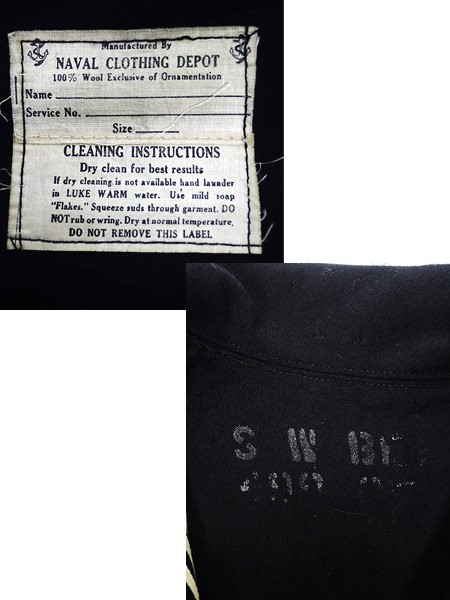 Manufactured By
NAVAL CLOTHING DEPOT
100% Wool Exclusive of Ornamentation
Name
Service No.
Size
CLEANING INSTRUCTIONS
Dry clean for best results
If dry cleaning is not available hand launder
in LUKE WARM water. Use mild soap
"Flakes." Squeeze suds through garment. DO
NOT rub or wring. Dry at normal temperature.
DO NOT REMOVE THIS LABEL
S